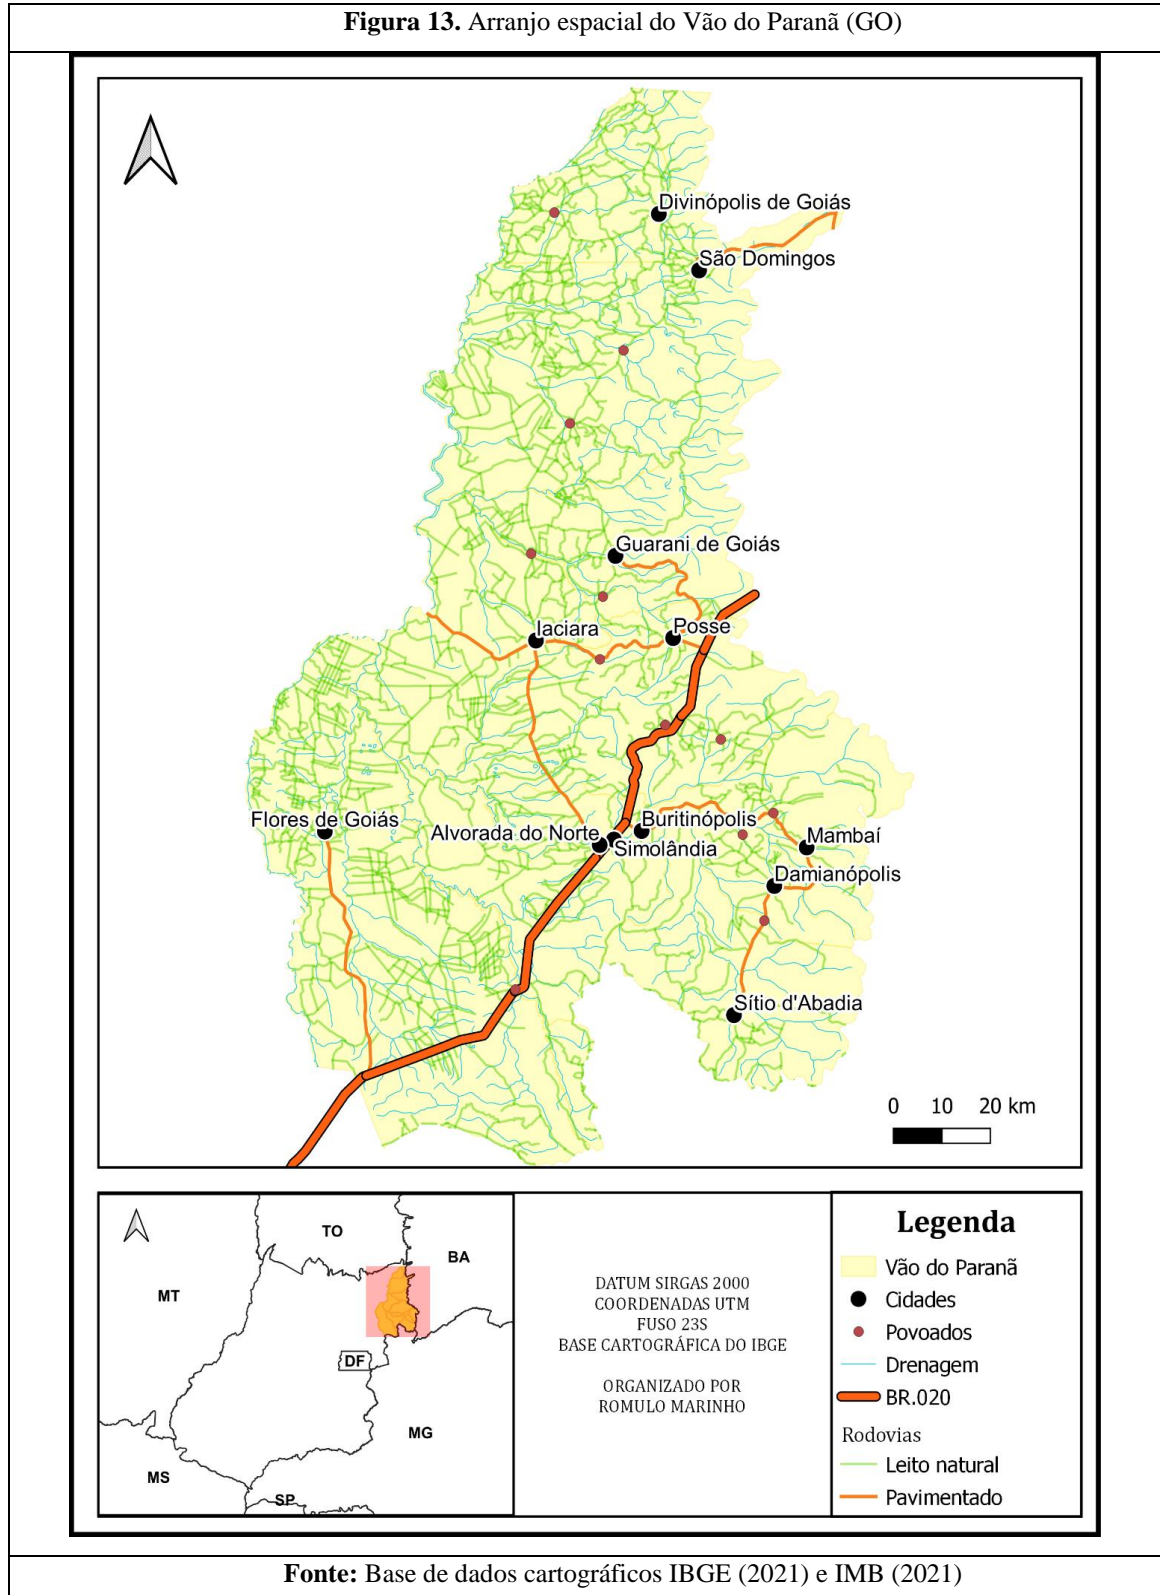 Figura 13. Arranjo espacial do Vão do Paranã (GO)
Divinópolis de Goiás
São Domingos
Guarani de Goiás
Iaciara
Posse
Flores de Goiás
Alvorada do Norte
Buritinópolis
Simolândia
Mambaí
Damianópolis
Sítio d'Abadia
0 10 20 km
TO
BA
MT
DF
MG
MS
SP
DATUM SIRGAS 2000
COORDENADAS UTM
FUSO 23S
BASE CARTOGRÁFICA DO IBGE
ORGANIZADO POR
ROMULO MARINHO
Legenda
Vão do Paranã
Cidades
Povoados
Drenagem
BR.020
Rodovias
Leito natural
Pavimentado
Fonte: Base de dados cartográficos IBGE (2021) e IMB (2021)